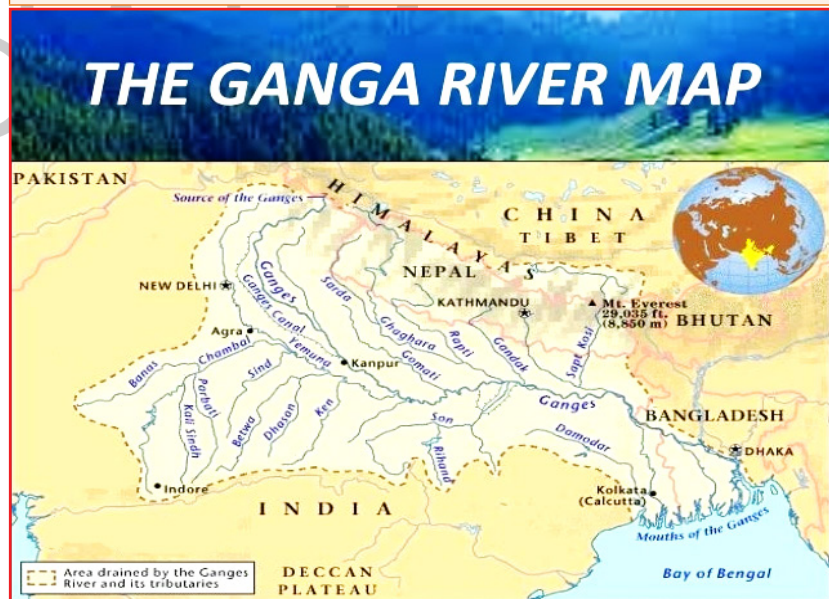 THE GANGA RIVER MAP
PAKISTAN
Source of the Ganges
HIMALAYAS
CHINA
TIBET
NEPAL
NEW DELHI
Ganges
Ganges Canal
Sarda
KATHMANDU
Mt. Everest
29,035 ft.
(8,850 m)
BHUTAN
Agra
Yemuna
Kanpur
Ghaghara
Gomati
Rapti
Gandak
Sapt Kosi
Banas
Chambal
Sind
Parbati
Kali Sindh
Betwa
Dhasan
Ken
Son
Rihand
Ganges
BANGLADESH
Damodar
DHAKA
Indore
INDIA
Kolkata
(Calcutta)
Mouths of the Ganges
Area drained by the Ganges
River and its tributaries
DECCAN
PLATEAU
Bay of Bengal